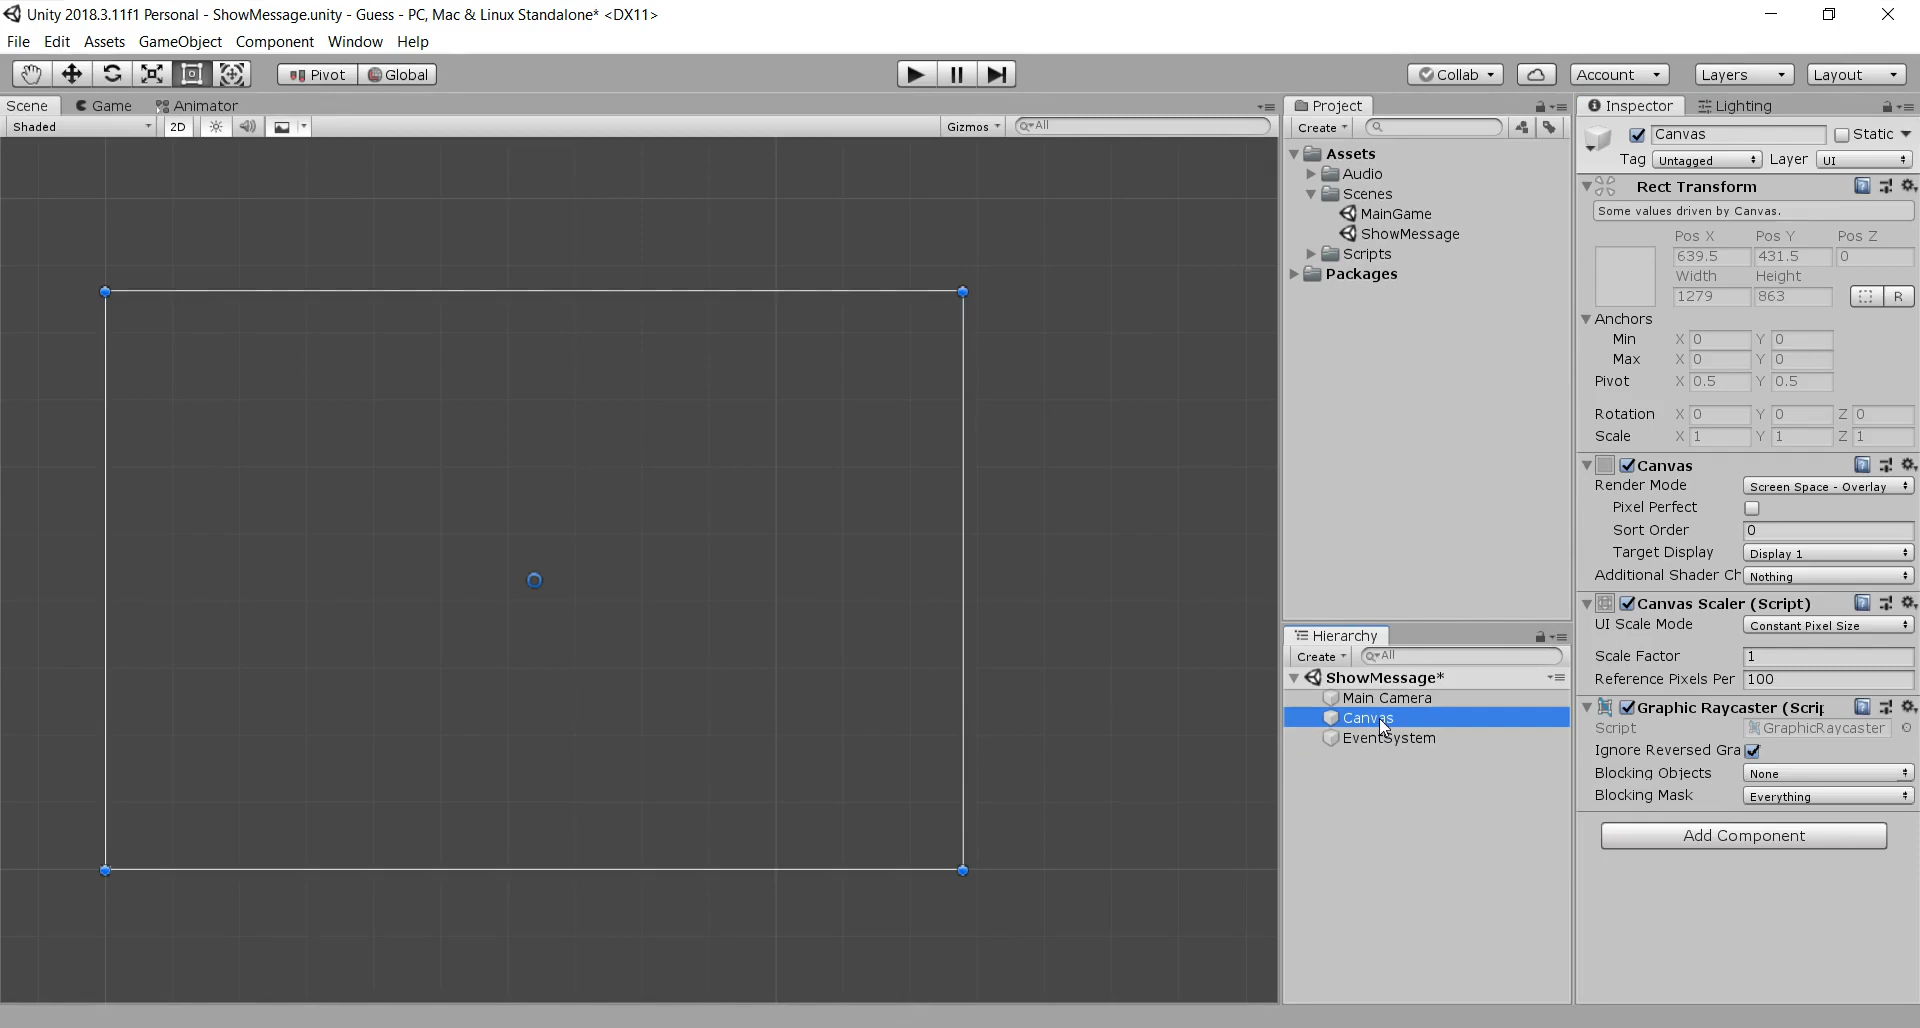 Unity 2018.3.11f1 Personal - ShowMessage.unity - Guess - PC, Mac & Linux Standalone* <DX11>
File Edit Assets GameObject Component Window Help
Pivot Global Collab Account Layers Layout
Scene Game Animator
Shaded 2D Gizmos All
Project
Create
Assets
Audio
Scenes
MainGame
ShowMessage
Scripts
Packages
Hierarchy
Create All
ShowMessage*
Main Camera
Canvas
EventSystem
Inspector Lighting
Canvas Static
Tag Untagged Layer UI
Rect Transform
Some values driven by Canvas.
Pos X Pos Y Pos Z
639.5 431.5 0
Width Height
1279 863 R
Anchors
Min X 0 Y 0
Max X 0 Y 0
Pivot X 0.5 Y 0.5
Rotation X 0 Y 0 Z 0
Scale X 1 Y 1 Z 1
Canvas
Render Mode Screen Space - Overlay
Pixel Perfect
Sort Order 0
Target Display Display 1
Additional Shader Ch Nothing
Canvas Scaler (Script)
UI Scale Mode Constant Pixel Size
Scale Factor 1
Reference Pixels Per 100
Graphic Raycaster (Scrip
Script GraphicRaycaster
Ignore Reversed Gra
Blocking Objects None
Blocking Mask Everything
Add Component